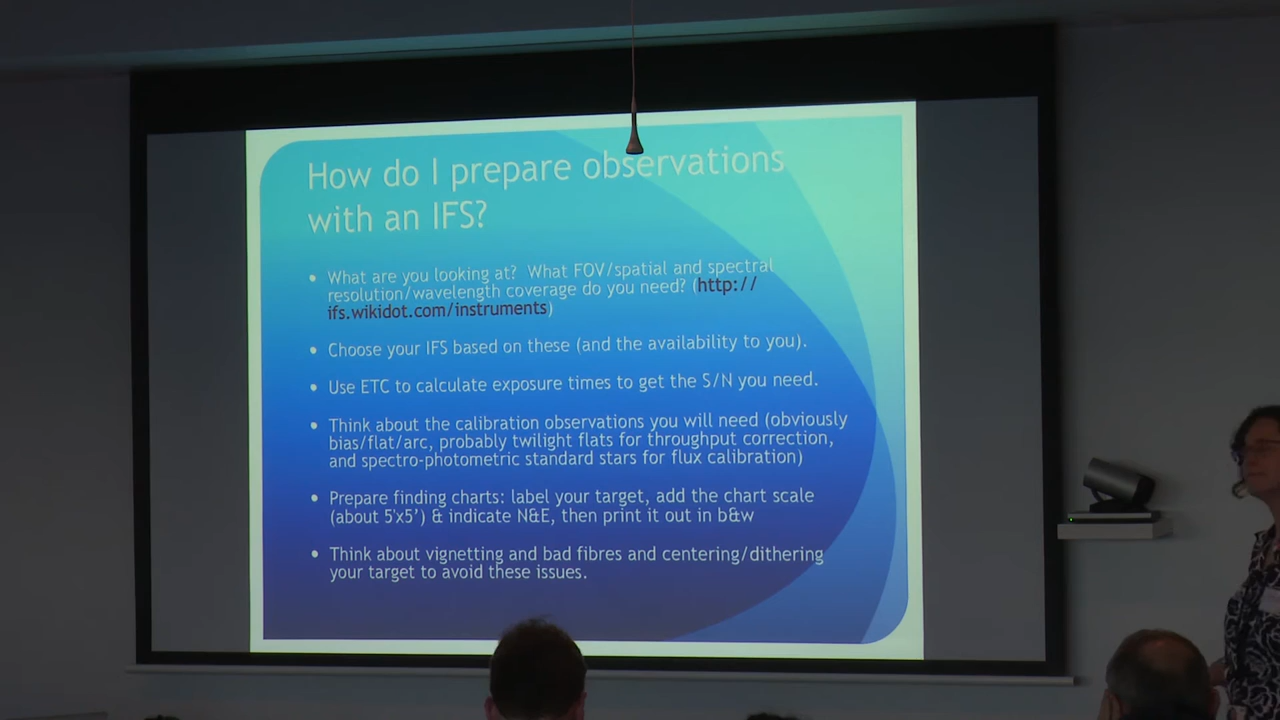 How do I prepare observations
with an IFS?
• What are you looking at? What FOV/spatial and spectral
resolution/wavelength coverage do you need? (http://
ifs.wikidot.com/instruments)
• Choose your IFS based on these (and the availability to you).
• Use ETC to calculate exposure times to get the S/N you need.
• Think about the calibration observations you will need (obviously
bias/flat/arc, probably twilight flats for throughput correction,
and spectro-photometric standard stars for flux calibration)
• Prepare finding charts: label your target, add the chart scale
(about 5'x5') & indicate N&E, then print it out in b&w
• Think about vignetting and bad fibres and centering/dithering
your target to avoid these issues.